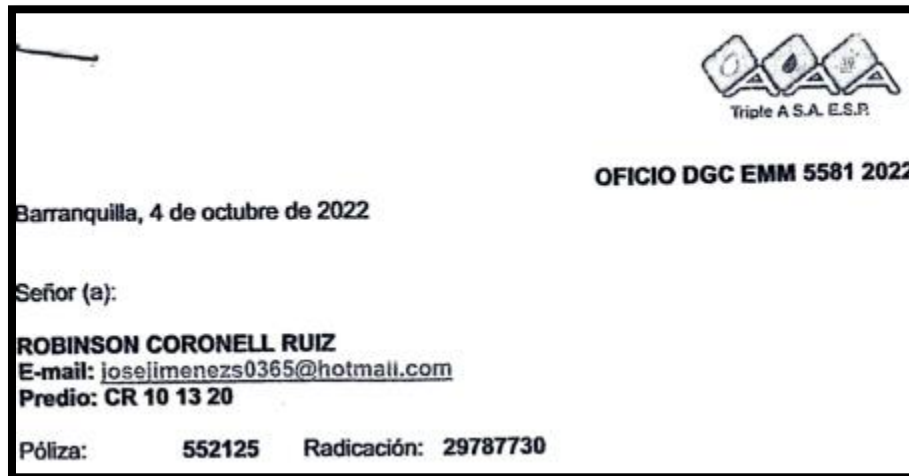 Triple A S.A. E.S.P.
OFICIO DGC EMM 5581 2022
Barranquilla, 4 de octubre de 2022
Señor (a):
ROBINSON CORONELL RUIZ
E-mail: josejimenezs0365@hotmail.com
Predio: CR 10 13 20
Póliza: 552125 Radicación: 29787730